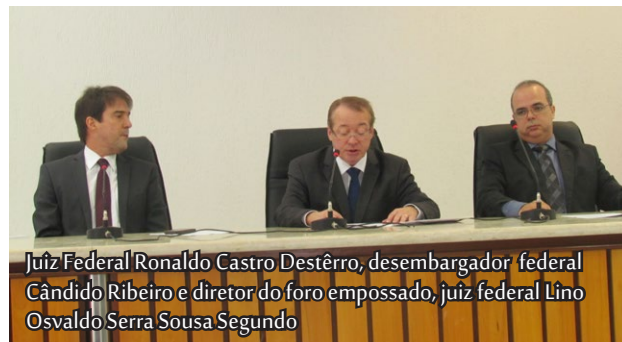 Juiz Federal Ronaldo Castro Destêrro, desembargador federal
Cândido Ribeiro e diretor do foro empossado, juiz federal Lino
Osvaldo Serra Sousa Segundo